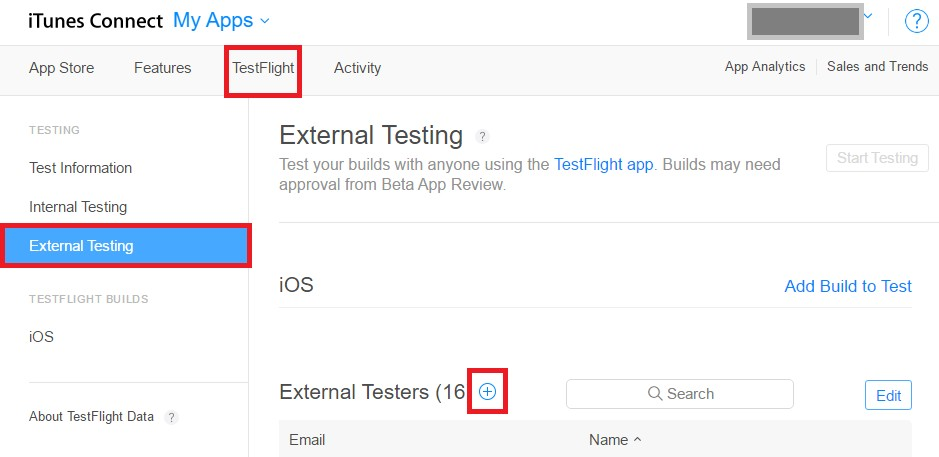 iTunes Connect My Apps
?
App Store Features TestFlight Activity App Analytics Sales and Trends
TESTING
Test Information
Internal Testing
External Testing
TESTFLIGHT BUILDS
iOS
About TestFlight Data ?
External Testing ?
Test your builds with anyone using the TestFlight app. Builds may need
approval from Beta App Review.
Start Testing
iOS Add Build to Test
External Testers (16 Search Edit
Email Name